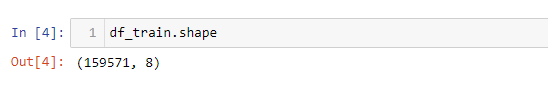 In [4]: 1 df_train.shape
Out[4]: (159571, 8)